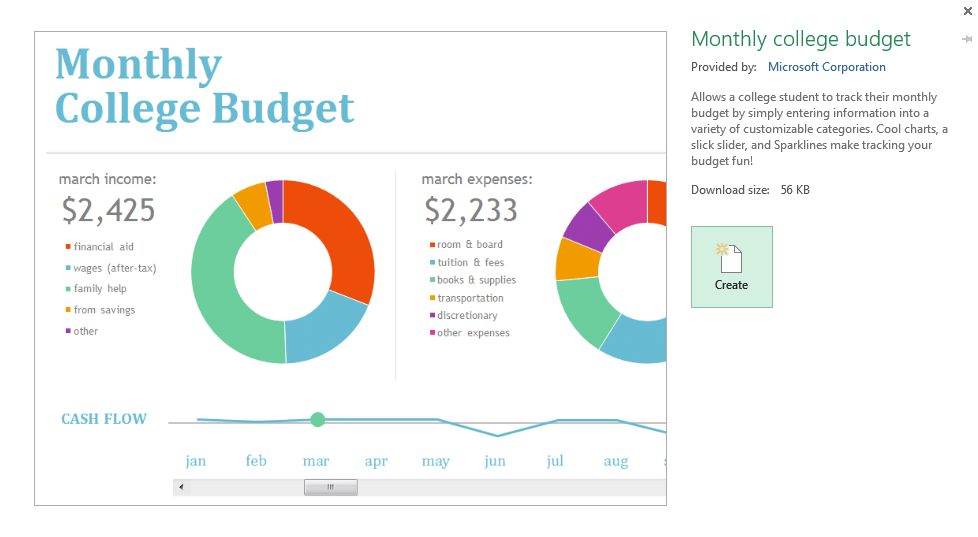 Monthly
College Budget
march income:
$2,425
financial aid
wages (after-tax)
family help
from savings
other
march expenses:
$2,233
room & board
tuition & fees
books & supplies
transportation
discretionary
other expenses
CASH FLOW
jan feb mar apr may jun jul aug
Monthly college budget
Provided by: Microsoft Corporation
Allows a college student to track their monthly
budget by simply entering information into a
variety of customizable categories. Cool charts, a
slick slider, and Sparklines make tracking your
budget fun!
Download size: 56 KB
Create